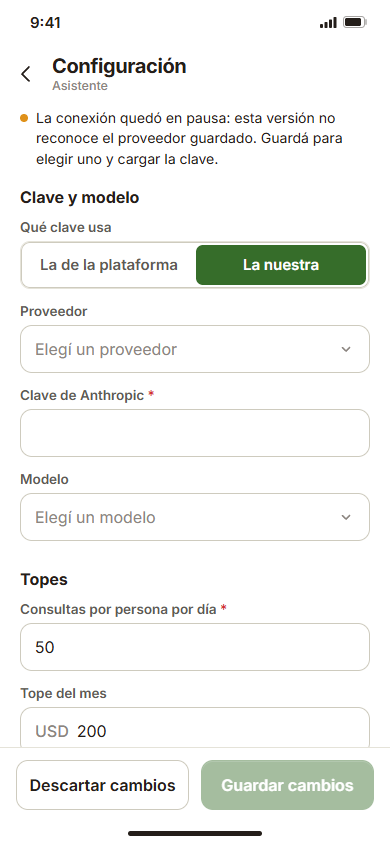 9:41
Configuración
Asistente
La conexión quedó en pausa: esta versión no
reconoce el proveedor guardado. Guardá para
elegir uno y cargar la clave.
Clave y modelo
Qué clave usa
La de la plataforma
La nuestra
Proveedor
Elegí un proveedor
Clave de Anthropic *
Modelo
Elegí un modelo
Topes
Consultas por persona por día *
50
Tope del mes
USD 200
Descartar cambios
Guardar cambios